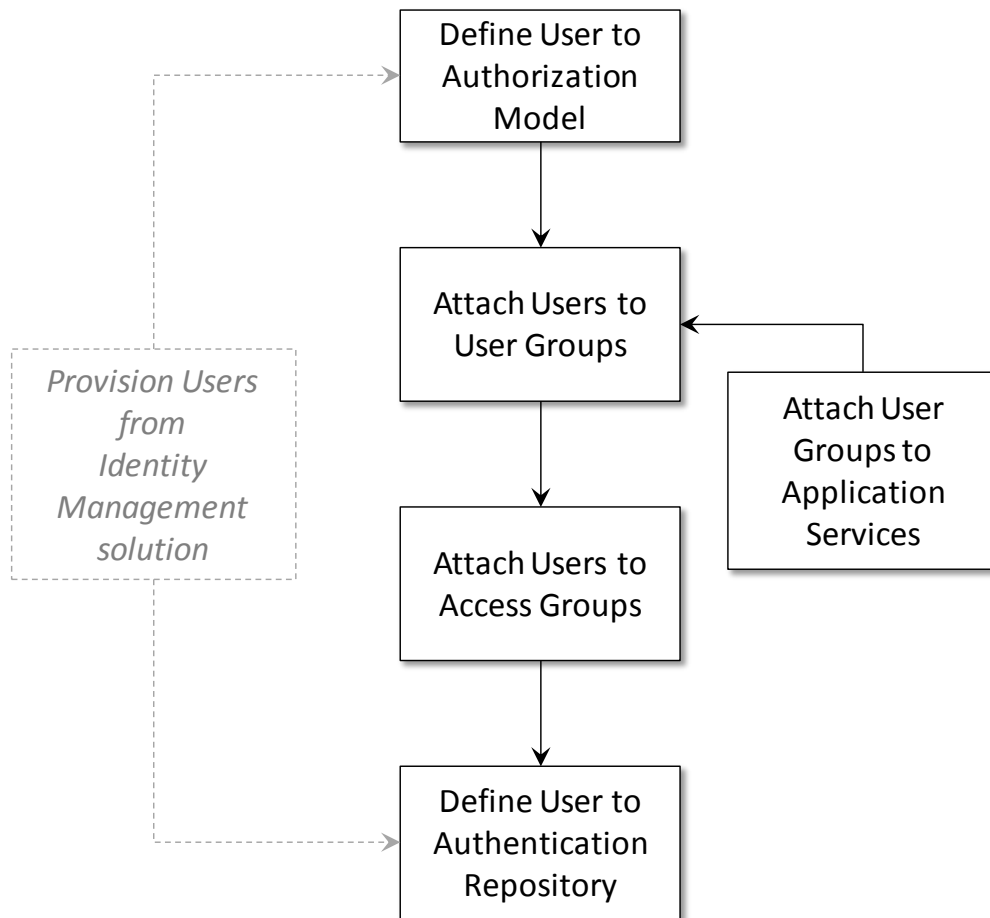 Define User to
Authorization
Model
Attach Users to
User Groups
Provision Users
from
Identity
Management
solution
Attach User
Groups to
Application
Services
Attach Users to
Access Groups
Define User to
Authentication
Repository